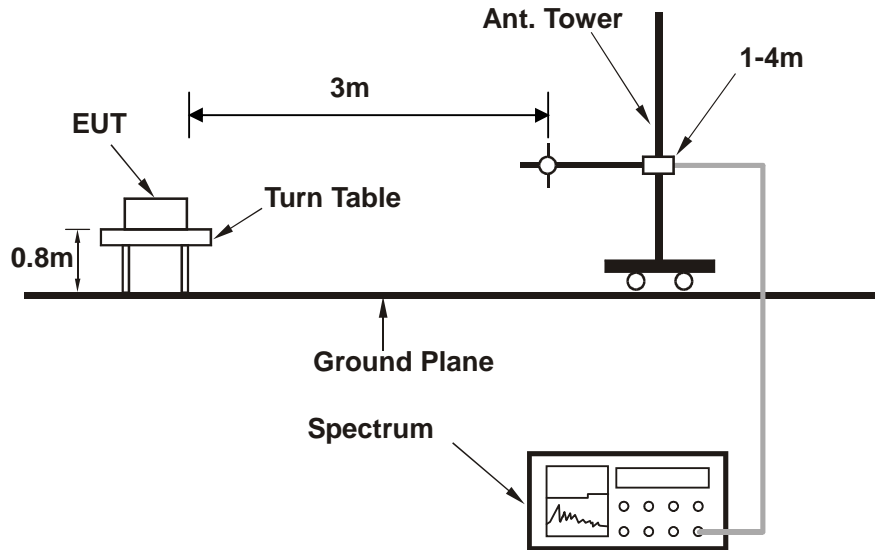 Ant. Tower
1-4m
3m
EUT
Turn Table
0.8m
Ground Plane
Spectrum